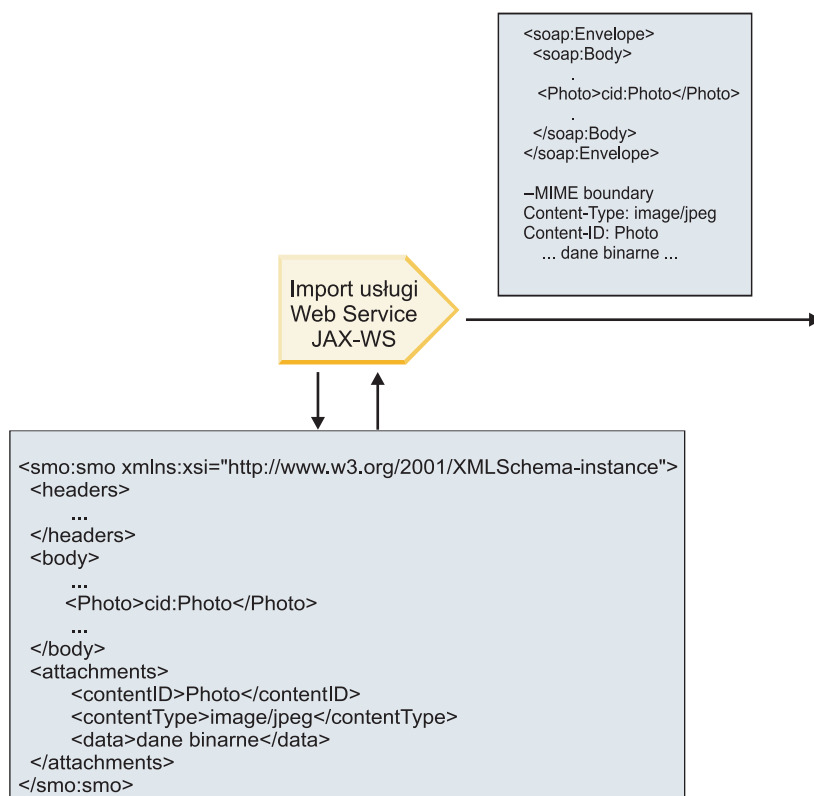 <soap:Envelope>
<soap:Body>
.
<Photo>cid:Photo</Photo>
.
</soap:Body>
</soap:Envelope>
–MIME boundary
Content-Type: image/jpeg
Content-ID: Photo
... dane binarne ...
Import usługi
Web Service
JAX-WS
<smo:smo xmlns:xsi="http://www.w3.org/2001/XMLSchema-instance">
<headers>
...
</headers>
<body>
...
<Photo>cid:Photo</Photo>
...
</body>
<attachments>
<contentID>Photo</contentID>
<contentType>image/jpeg</contentType>
<data>dane binarne</data>
</attachments>
</smo:smo>